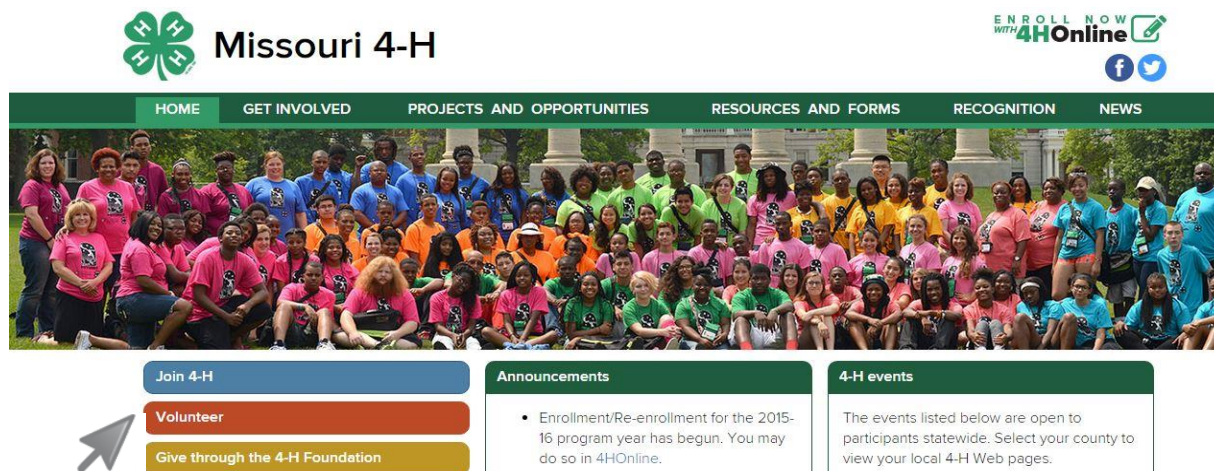 H H H H
Missouri 4-H
ENROLL NOW
WITH 4HOnline
HOME GET INVOLVED PROJECTS AND OPPORTUNITIES RESOURCES AND FORMS RECOGNITION NEWS
Join 4-H
Volunteer
Give through the 4-H Foundation
Announcements
• Enrollment/Re-enrollment for the 2015-
16 program year has begun. You may
do so in 4HOnline.
4-H events
The events listed below are open to
participants statewide. Select your county to
view your local 4-H Web pages.